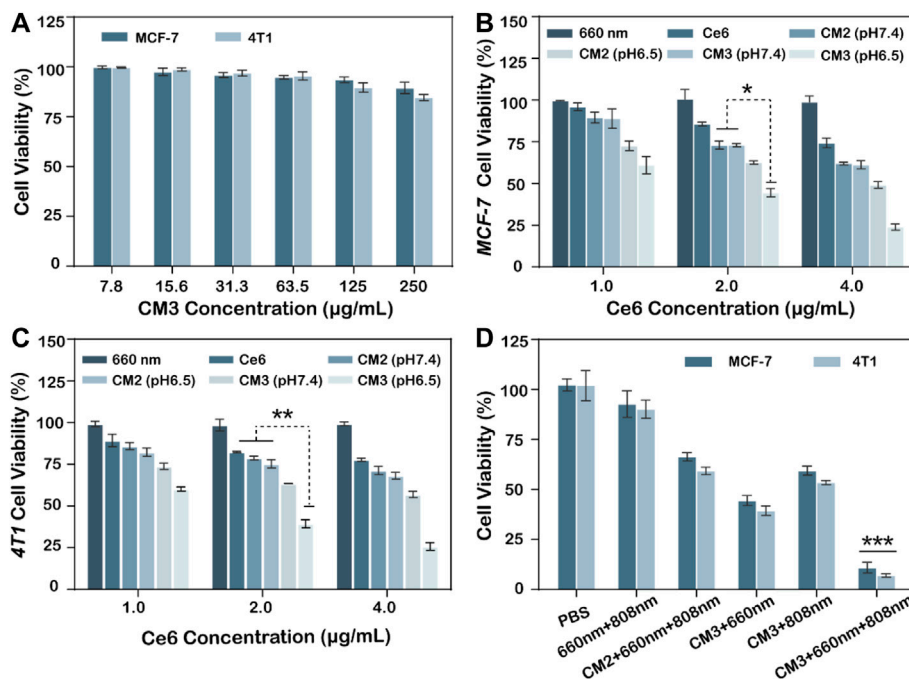 A
MCF-7 4T1
Cell Viability (%)
125
100
75
50
25
0
7.8 15.6 31.3 63.5 125 250
CM3 Concentration (μg/mL)
B
660 nm Ce6 CM2 (pH7.4)
CM2 (pH6.5) CM3 (pH7.4) CM3 (pH6.5)
MCF-7 Cell Viability (%)
150
125
100
75
50
25
0
*
1.0 2.0 4.0
Ce6 Concentration (μg/mL)
C
660 nm Ce6 CM2 (pH7.4)
CM2 (pH6.5) CM3 (pH7.4) CM3 (pH6.5)
4T1 Cell Viability (%)
150
125
100
75
50
25
0
**
1.0 2.0 4.0
Ce6 Concentration (μg/mL)
D
MCF-7 4T1
Cell Viability (%)
125
100
75
50
25
0
***
PBS
660nm+808nm
CM2+660nm+808nm
CM3+660nm
CM3+808nm
CM3+660nm+808nm